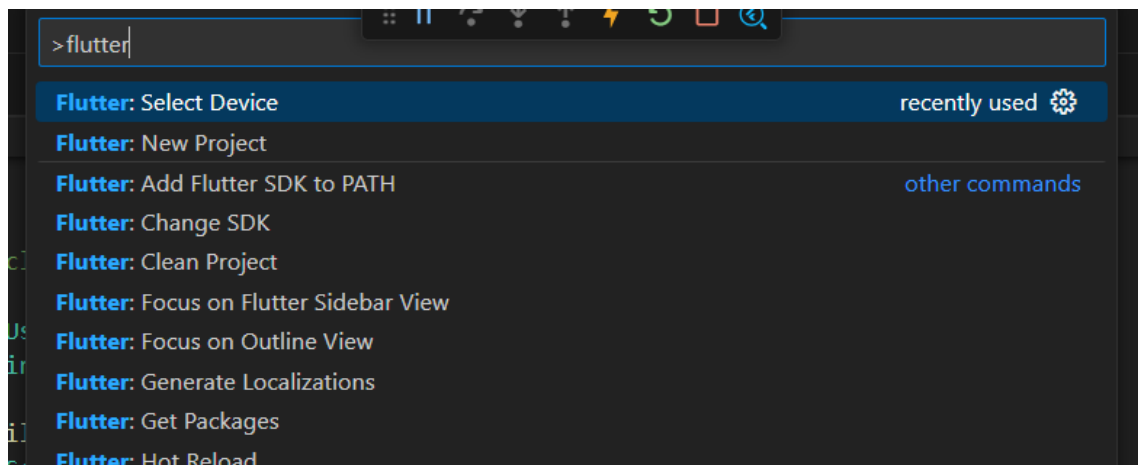 >flutter
Flutter: Select Device recently used
Flutter: New Project
Flutter: Add Flutter SDK to PATH other commands
Flutter: Change SDK
Flutter: Clean Project
Flutter: Focus on Flutter Sidebar View
Flutter: Focus on Outline View
Flutter: Generate Localizations
Flutter: Get Packages
Flutter: Hot Reload